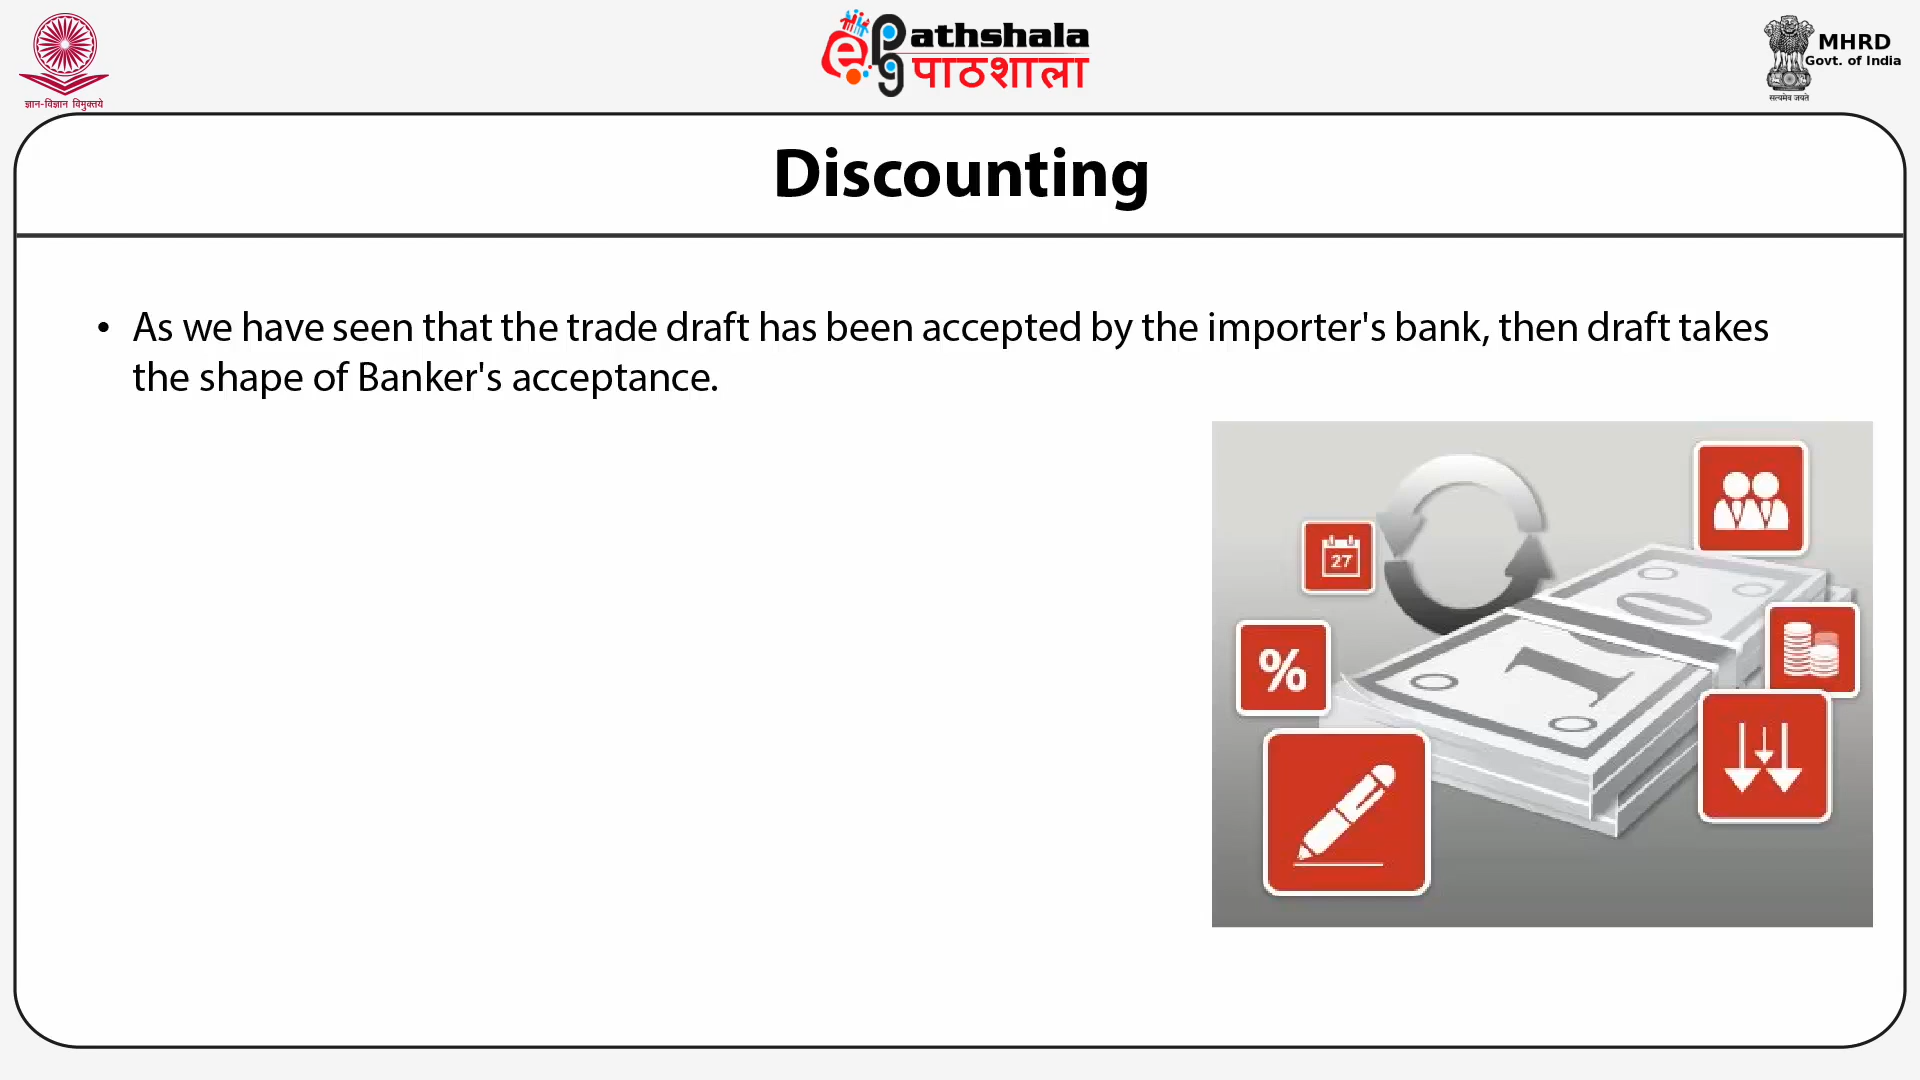 ज्ञान-विज्ञान विमुक्तये
e Pathshala
पाठशाला
MHRD
Govt. of India
सत्यमेव जयते
Discounting
• As we have seen that the trade draft has been accepted by the importer's bank, then draft takes
the shape of Banker's acceptance.
27
%